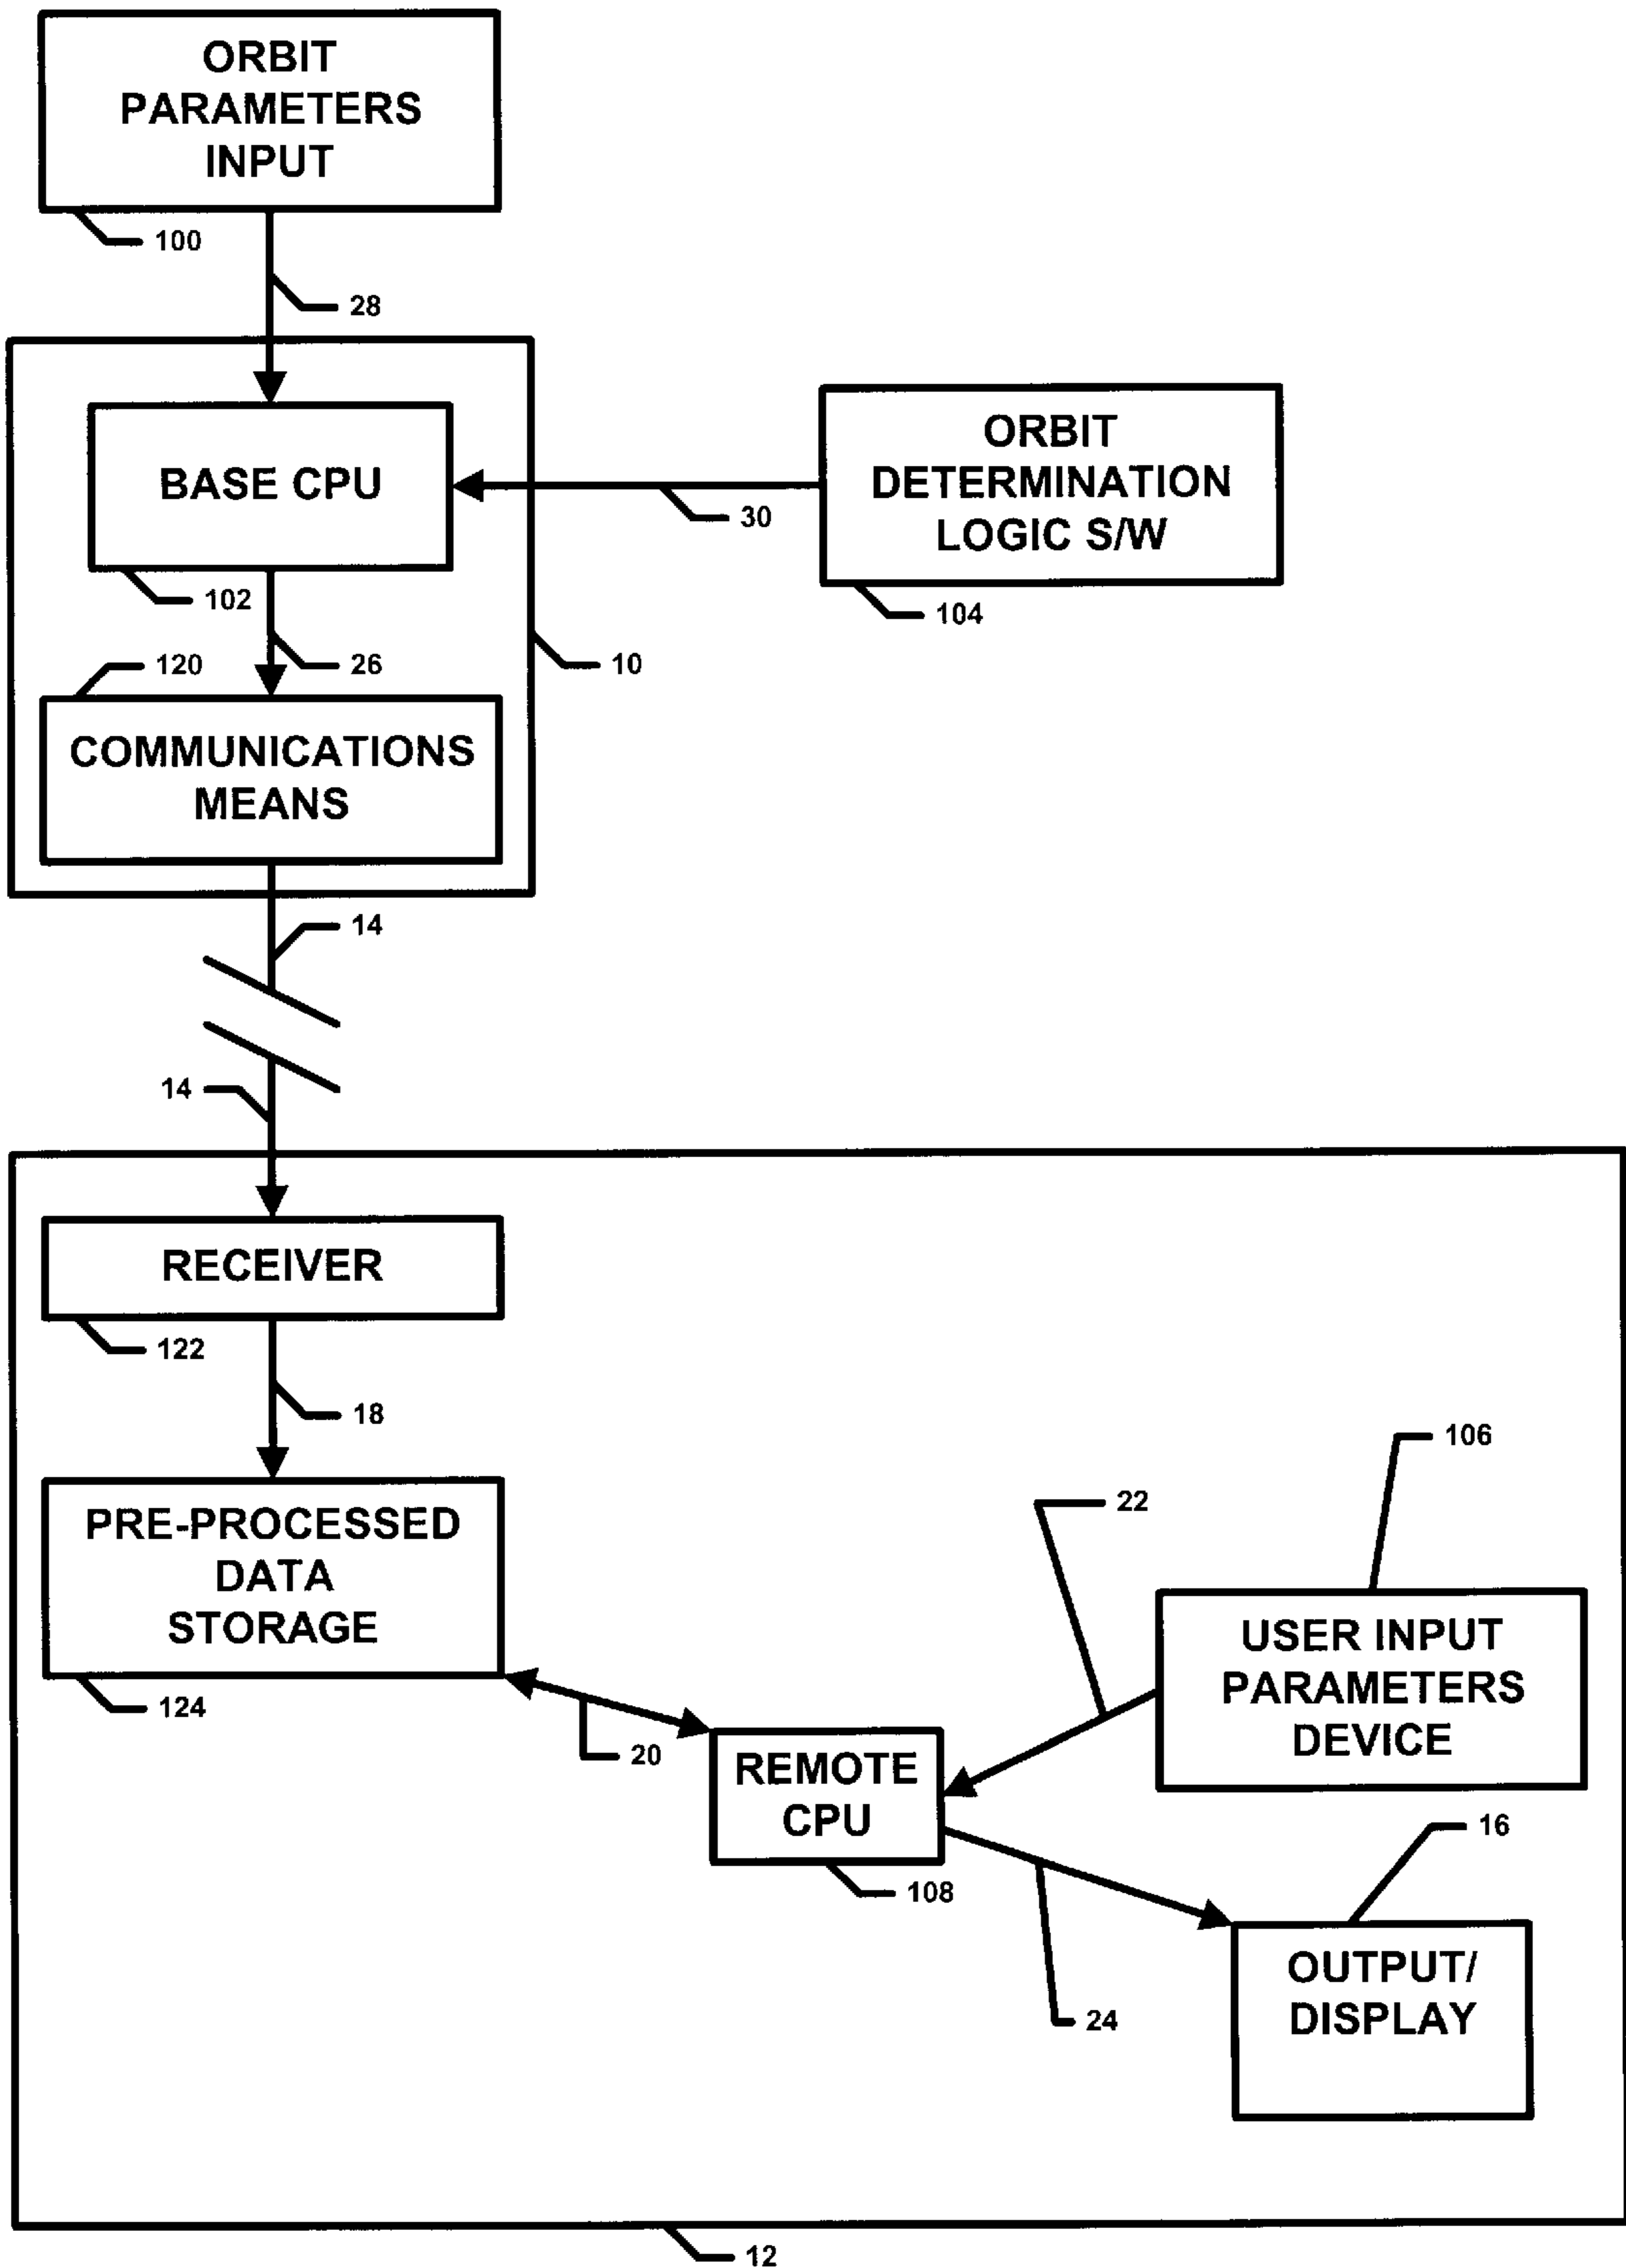 ORBIT
PARAMETERS
INPUT
100
28
BASE CPU
102
ORBIT
DETERMINATION
LOGIC S/W
30
104
10
120
26
COMMUNICATIONS
MEANS
14
14
RECEIVER
122
18
PRE-PROCESSED
DATA
STORAGE
124
20
REMOTE
CPU
108
22
106
USER INPUT
PARAMETERS
DEVICE
16
24
OUTPUT/
DISPLAY
12